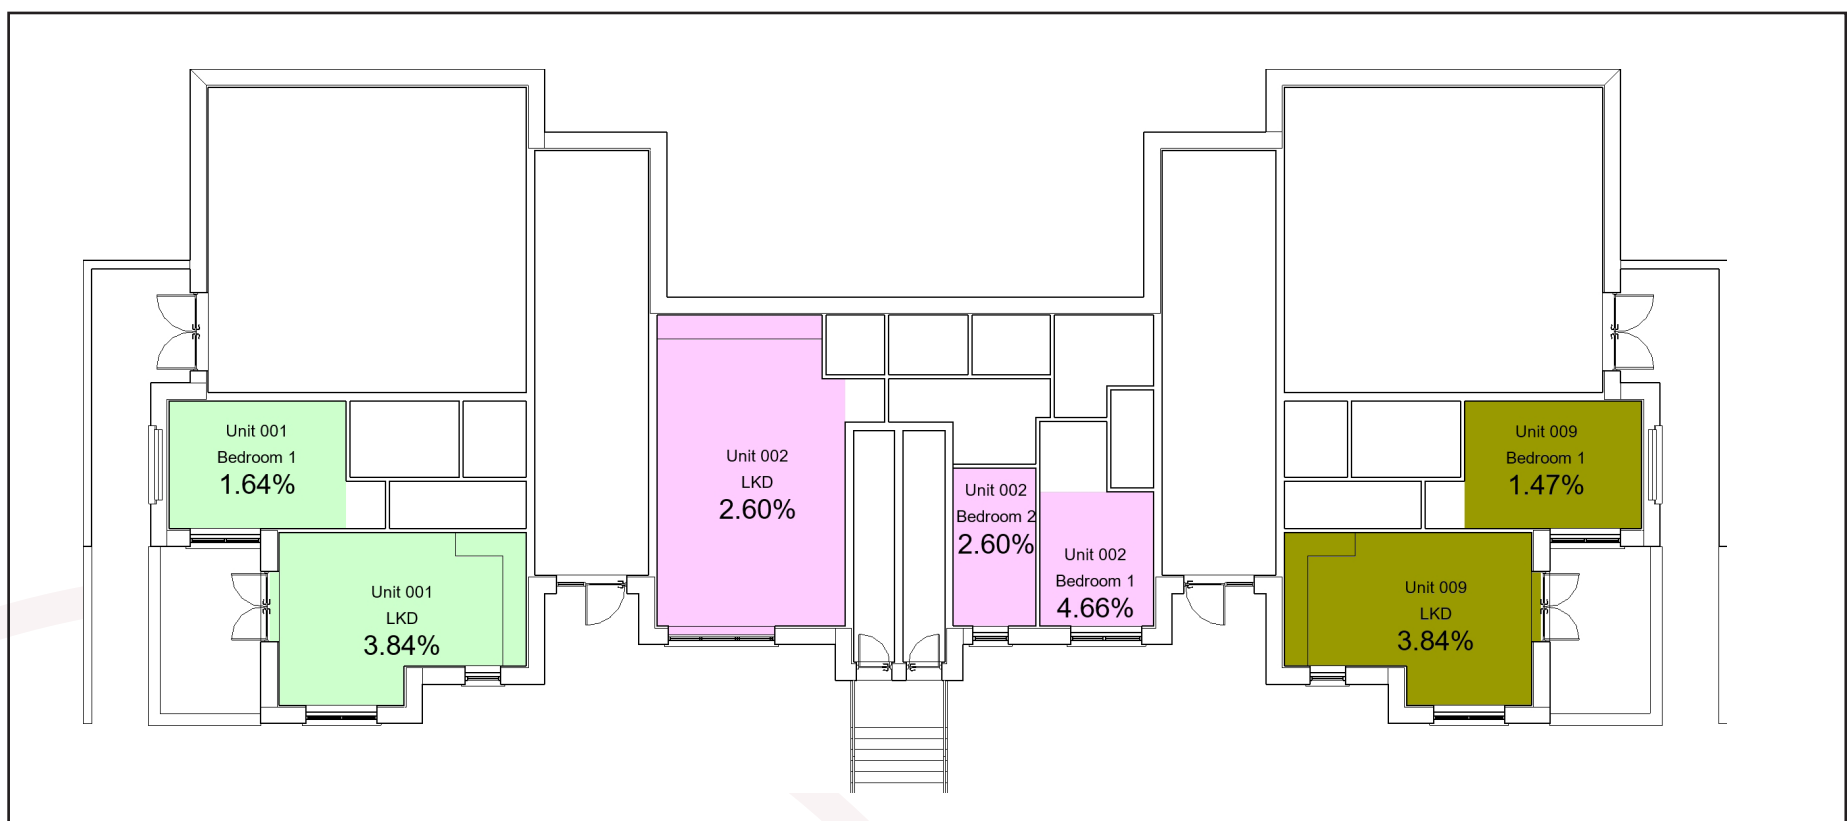 Unit 001
Bedroom 1
1.64%
Unit 001
LKD
3.84%
Unit 002
LKD
2.60%
Unit 002
Bedroom 2
2.60%
Unit 002
Bedroom 1
4.66%
Unit 009
Bedroom 1
1.47%
Unit 009
LKD
3.84%